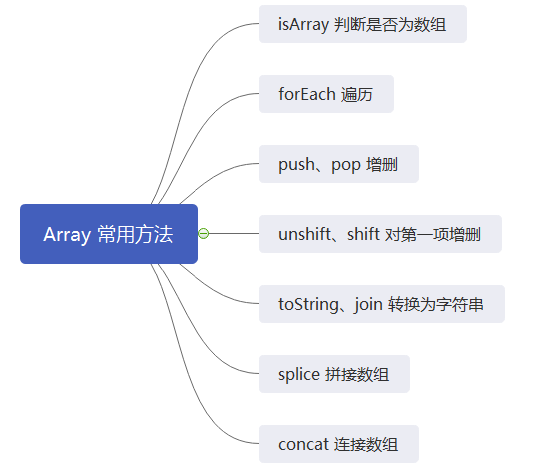 isArray 判断是否为数组
forEach 遍历
push、pop 增删
Array 常用方法
unshift、shift 对第一项增删
toString、join 转换为字符串
splice 拼接数组
concat 连接数组